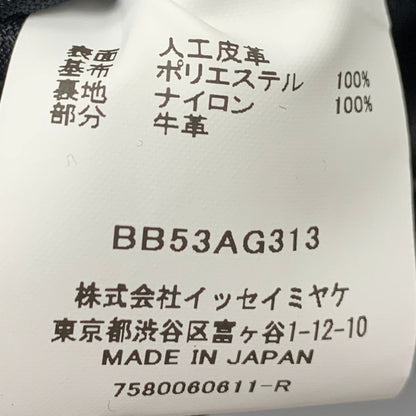 表面 人工皮革
基布 ポリエステル 100%
裏地 ナイロン 100%
部分 牛革
BB53AG313
株式会社イッセイミヤケ
東京都渋谷区富ヶ谷1-12-10
MADE IN JAPAN
7580060611-R